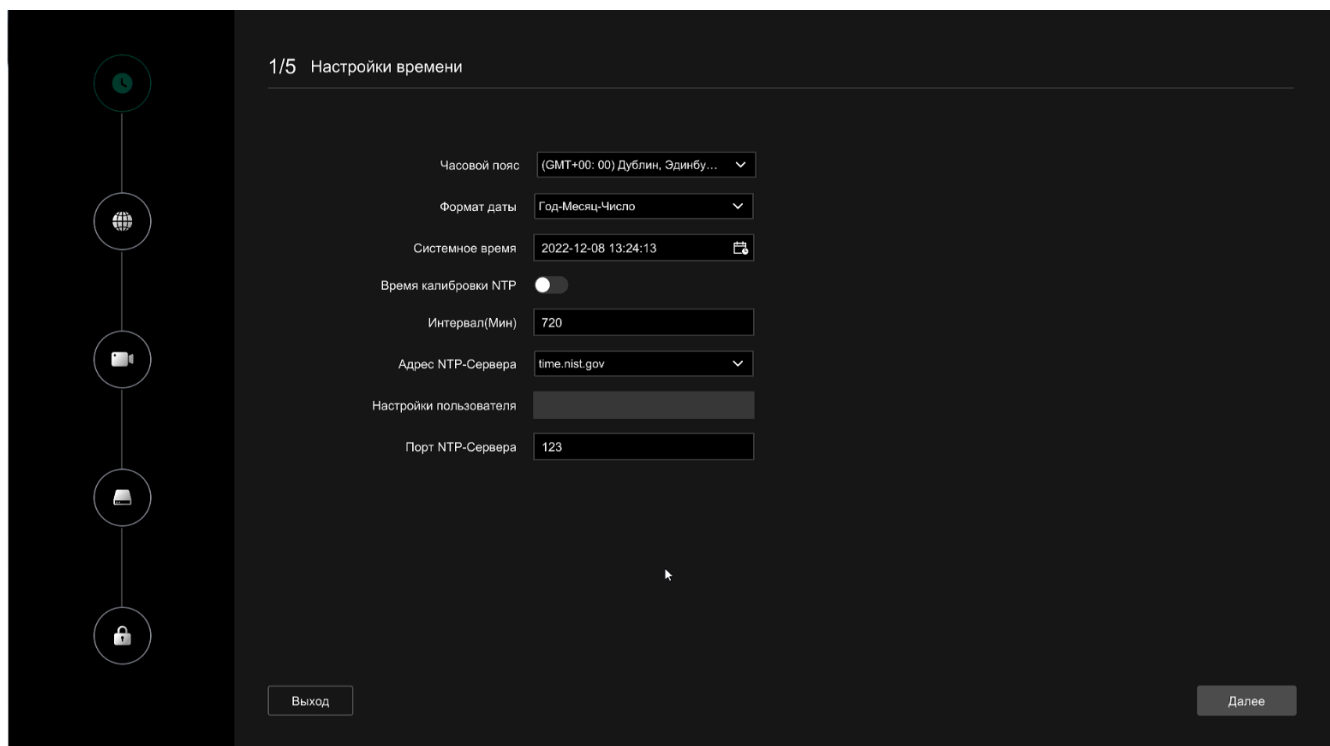 1/5 Настройки времени
Часовой пояс (GMT+00: 00) Дублин, Эдинбу...
Формат даты Год-Месяц-Число
Системное время 2022-12-08 13:24:13
Время калибровки NTP
Интервал(Мин) 720
Адрес NTP-Сервера time.nist.gov
Настройки пользователя
Порт NTP-Сервера 123
Выход Далее